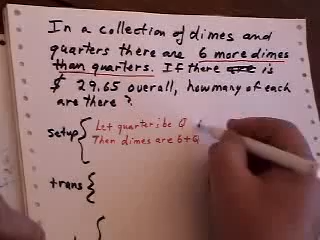 In a collection of dimes and
quarters there are 6 more dimes
than quarters. If there is
$ 29.65 overall, how many of each
are there ?
setup { Let quarters be Q
Then dimes are 6+Q
trans {